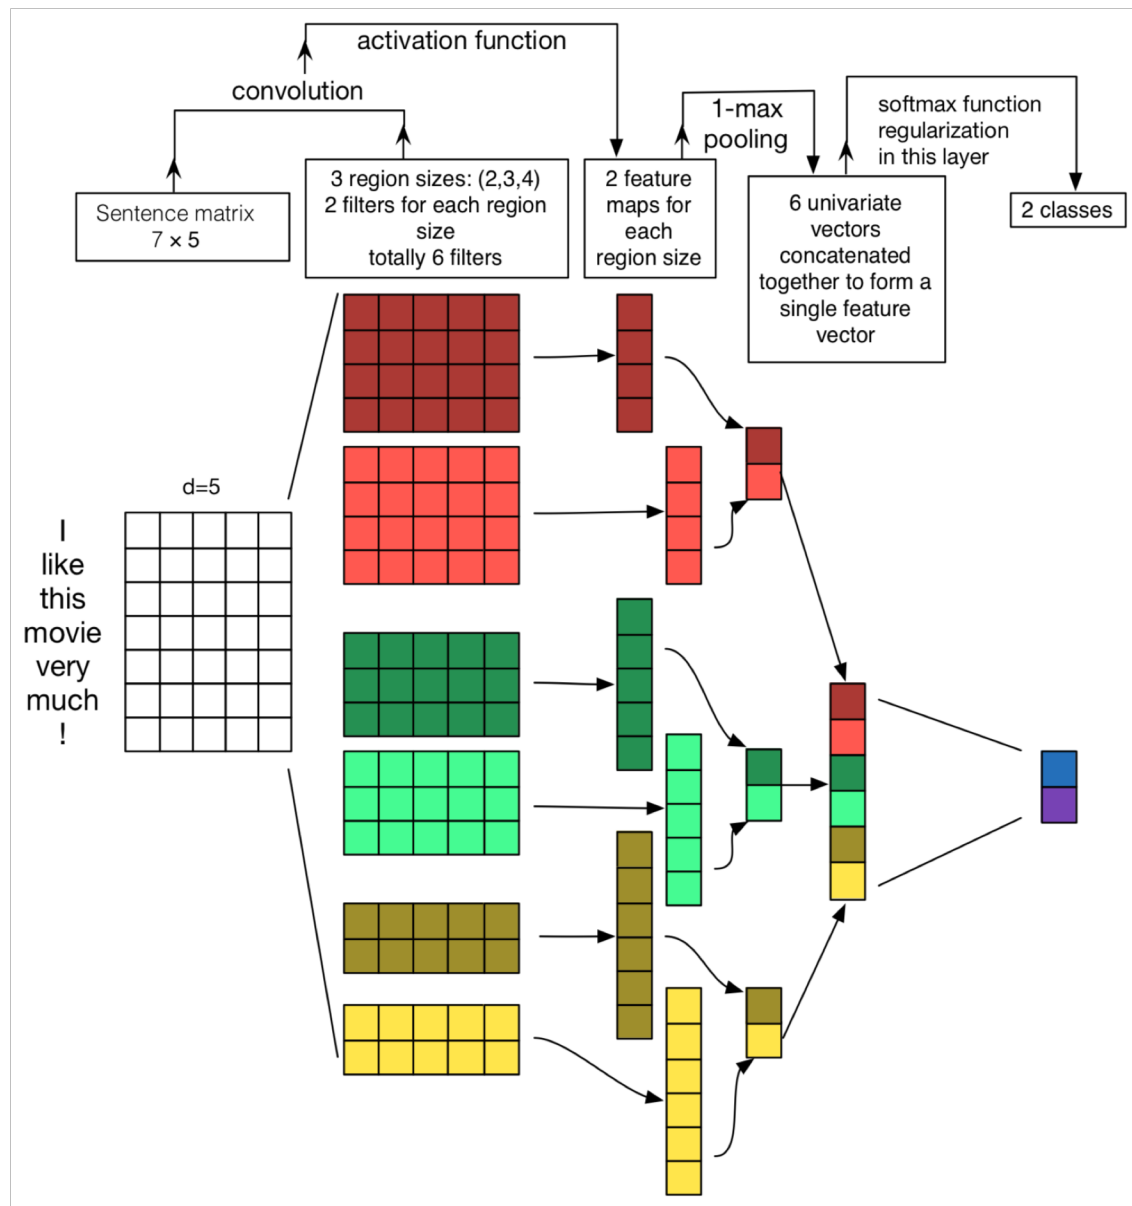 activation function
convolution
1-max
pooling
softmax function
regularization
in this layer
Sentence matrix
7 × 5
3 region sizes: (2,3,4)
2 filters for each region
size
totally 6 filters
2 feature
maps for
each
region size
6 univariate
vectors
concatenated
together to form a
single feature
vector
2 classes
d=5
I
like
this
movie
very
much
!